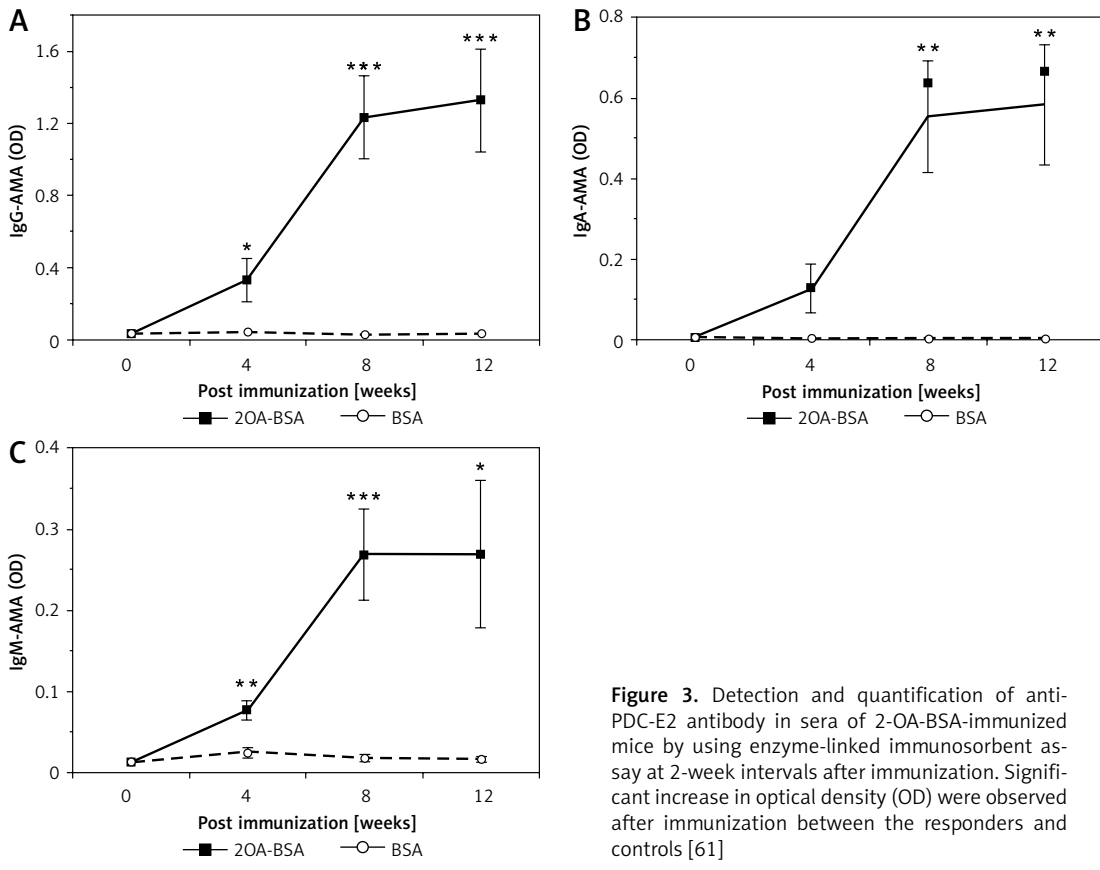 A
IgG-AMA (OD)
1.6
1.2
0.8
0.4
0
*
***
***
0 4 8 12
Post immunization [weeks]
2OA-BSA BSA
B
IgA-AMA (OD)
0.8
0.6
0.4
0.2
0
**
**
0 4 8 12
Post immunization [weeks]
2OA-BSA BSA
C
IgM-AMA (OD)
0.4
0.3
0.2
0.1
0
**
***
*
0 4 8 12
Post immunization [weeks]
2OA-BSA BSA
Figure 3. Detection and quantification of anti-
PDC-E2 antibody in sera of 2-OA-BSA-immunized
mice by using enzyme-linked immunosorbent as-
say at 2-week intervals after immunization. Signifi-
cant increase in optical density (OD) were observed
after immunization between the responders and
controls [61]